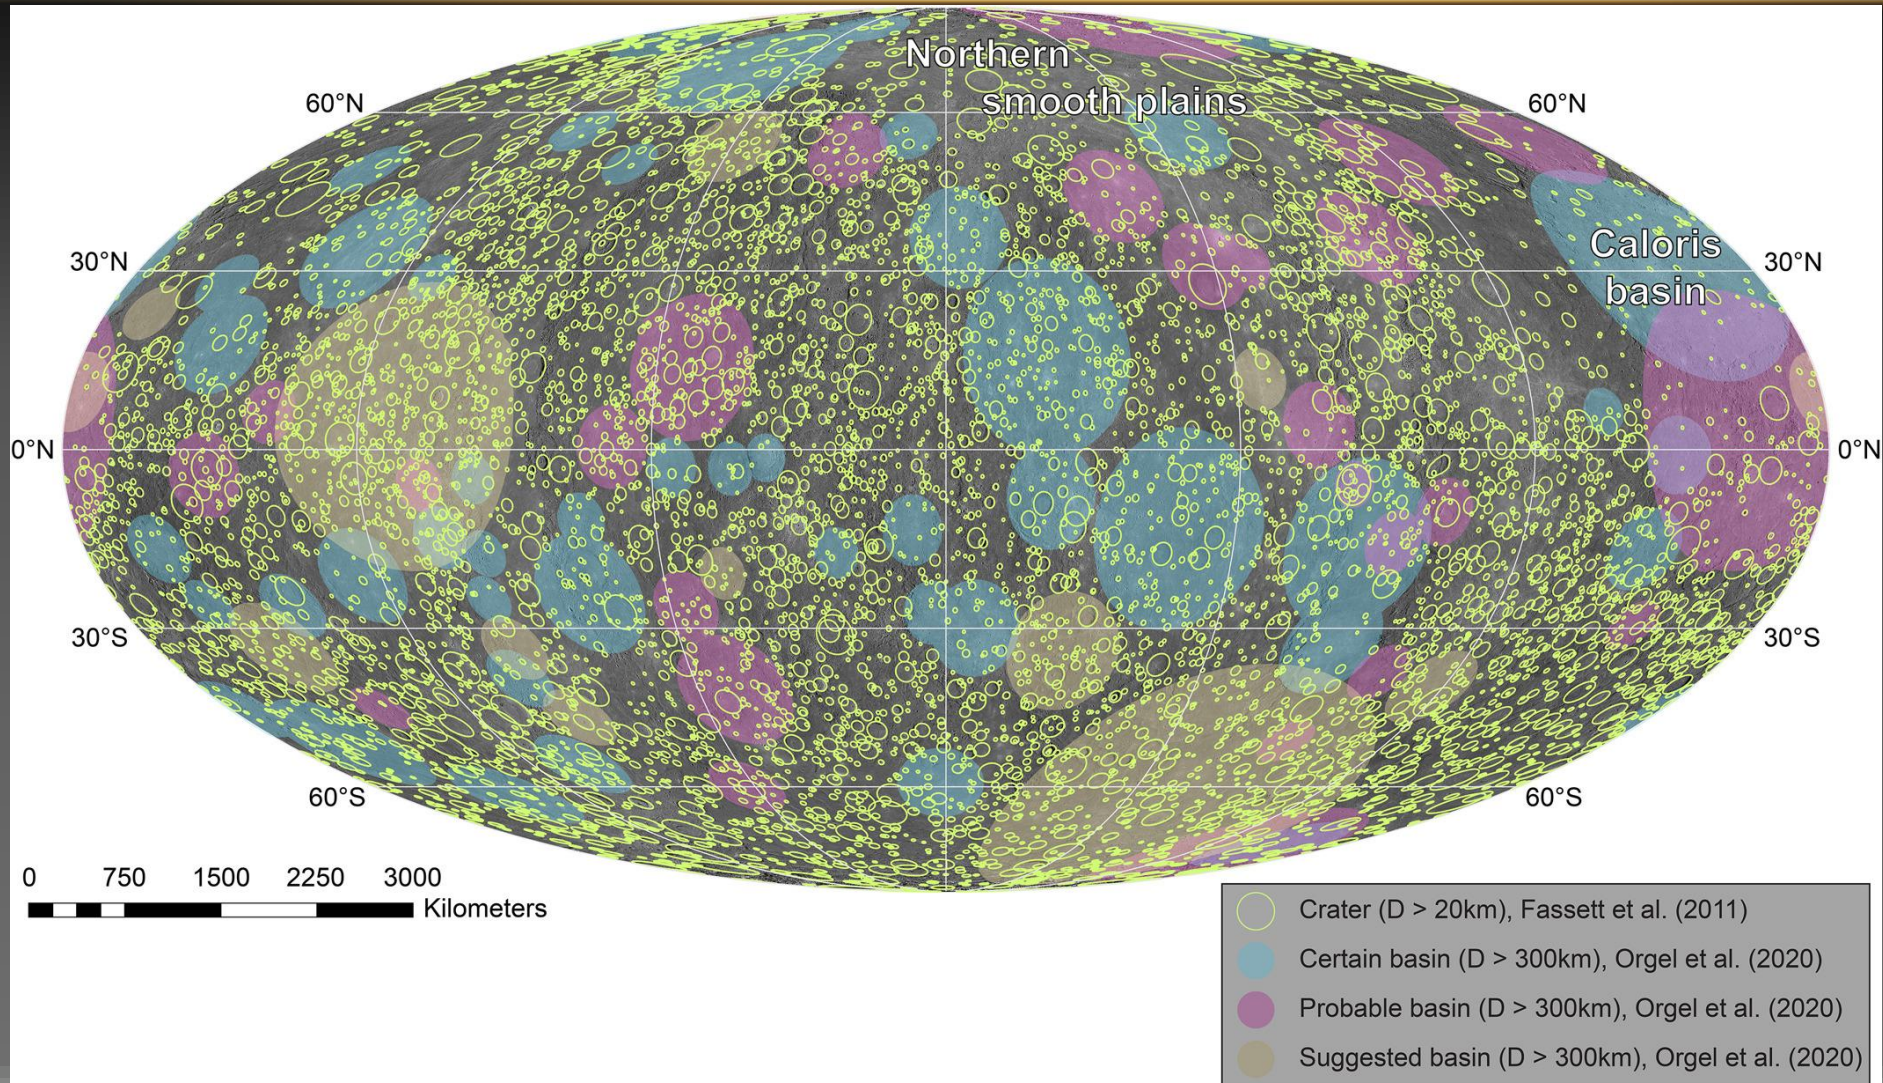 Northern
smooth plains
60°N
60°N
Caloris
basin
30°N
30°N
0°N
0°N
30°S
30°S
60°S
60°S
0 750 1500 2250 3000
Kilometers
Crater (D > 20km), Fassett et al. (2011)
Certain basin (D > 300km), Orgel et al. (2020)
Probable basin (D > 300km), Orgel et al. (2020)
Suggested basin (D > 300km), Orgel et al. (2020)